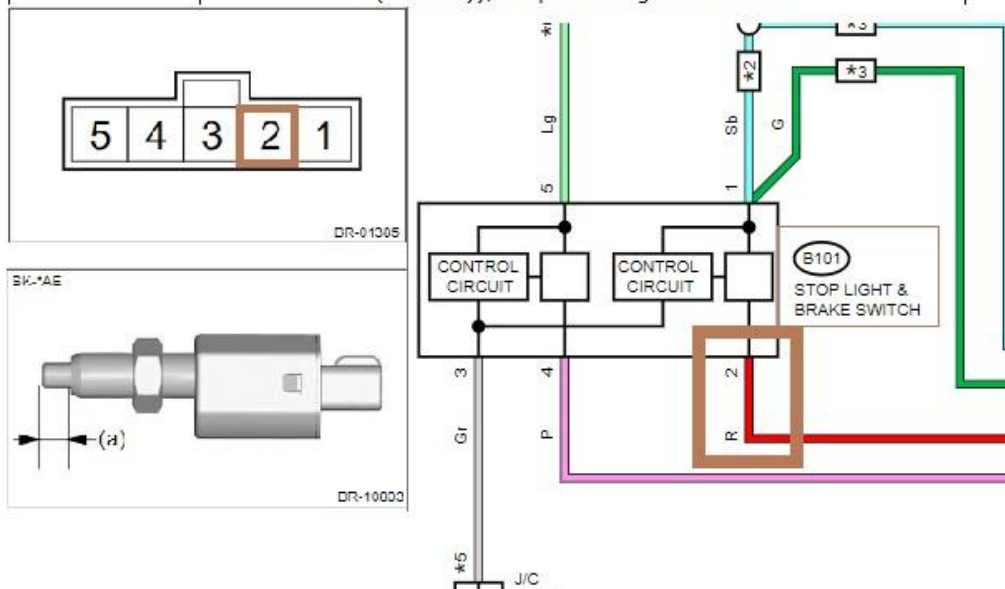 5 4 3 2 1
DR-01305
SK-*AE
(a)
DR-10003
*3
*2
*3
Lg
Sb
G
5
1
CONTROL
CIRCUIT
CONTROL
CIRCUIT
B101
STOP LIGHT &
BRAKE SWITCH
3
4
2
Gr
P
R
*5
J/C